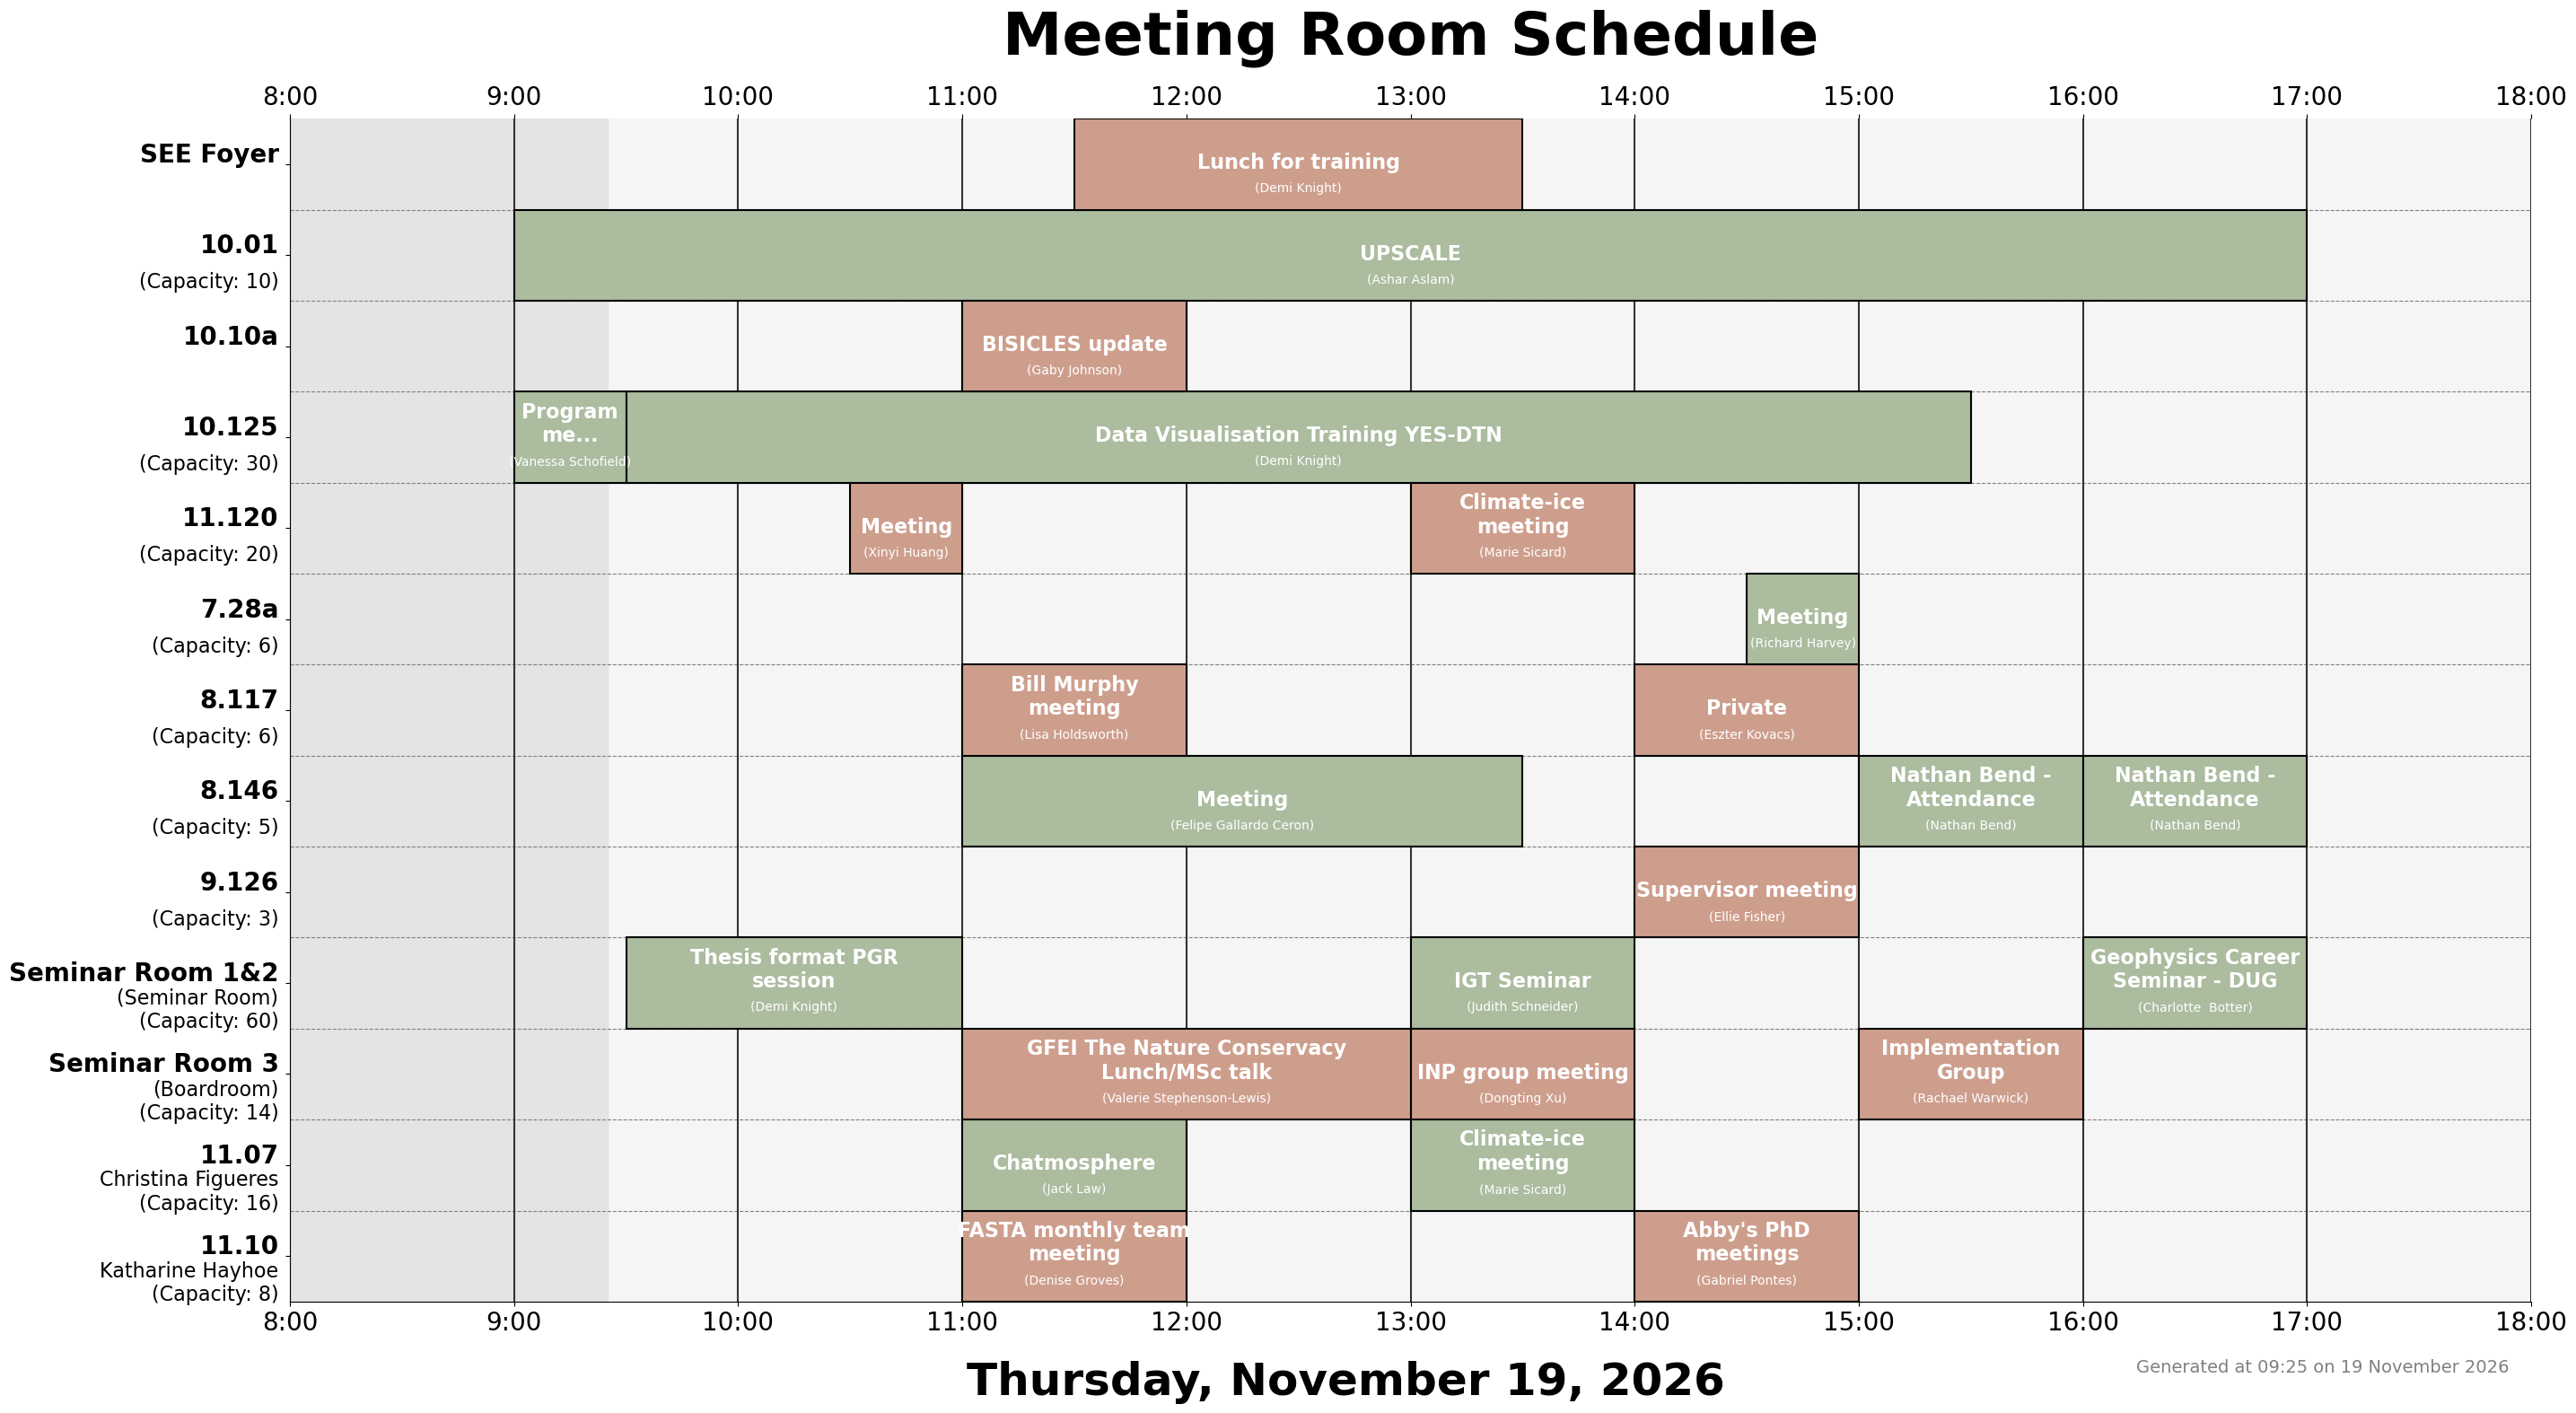 Meeting Room Schedule
8:00 9:00 10:00 11:00 12:00 13:00 14:00 15:00 16:00 17:00 18:00
SEE Foyer
Lunch for training
(Demi Knight)
10.01
(Capacity: 10)
UPSCALE
(Ashar Aslam)
10.10a
BISICLES update
(Gaby Johnson)
10.125
(Capacity: 30)
Program
me...
(Vanessa Schofield)
Data Visualisation Training YES-DTN
(Demi Knight)
11.120
(Capacity: 20)
Meeting
(Xinyi Huang)
Climate-ice
meeting
(Marie Sicard)
7.28a
(Capacity: 6)
Meeting
(Richard Harvey)
8.117
(Capacity: 6)
Bill Murphy
meeting
(Lisa Holdsworth)
Private
(Eszter Kovacs)
8.146
(Capacity: 5)
Meeting
(Felipe Gallardo Ceron)
Nathan Bend -
Attendance
(Nathan Bend)
Nathan Bend -
Attendance
(Nathan Bend)
9.126
(Capacity: 3)
Supervisor meeting
(Ellie Fisher)
Seminar Room 1&2
(Seminar Room)
(Capacity: 60)
Thesis format PGR
session
(Demi Knight)
IGT Seminar
(Judith Schneider)
Geophysics Career
Seminar - DUG
(Charlotte  Botter)
Seminar Room 3
(Boardroom)
(Capacity: 14)
GFEI The Nature Conservacy
Lunch/MSc talk
(Valerie Stephenson-Lewis)
INP group meeting
(Dongting Xu)
Implementation
Group
(Rachael Warwick)
11.07
Christina Figueres
(Capacity: 16)
Chatmosphere
(Jack Law)
Climate-ice
meeting
(Marie Sicard)
11.10
Katharine Hayhoe
(Capacity: 8)
FASTA monthly team
meeting
(Denise Groves)
Abby's PhD
meetings
(Gabriel Pontes)
8:00 9:00 10:00 11:00 12:00 13:00 14:00 15:00 16:00 17:00 18:00
Thursday, November 19, 2026
Generated at 09:25 on 19 November 2026